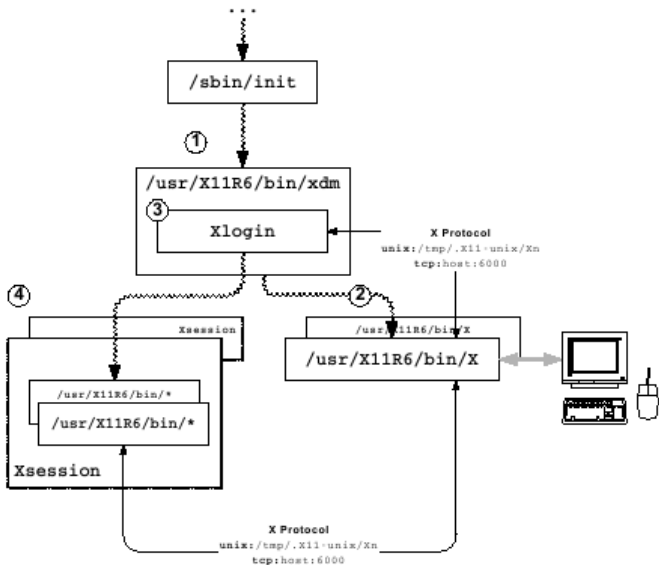 ...
/sbin/init
1
/usr/X11R6/bin/xdm
3
Xlogin
X Protocol
unix:/tmp/.X11-unix/Xn
tcp:host:6000
4
2
Xsession
/usr/X11R6/bin/X
/usr/X11R6/bin/X
/usr/X11R6/bin/*
/usr/X11R6/bin/*
Xsession
X Protocol
unix:/tmp/.X11-unix/Xn
tcp:host:6000